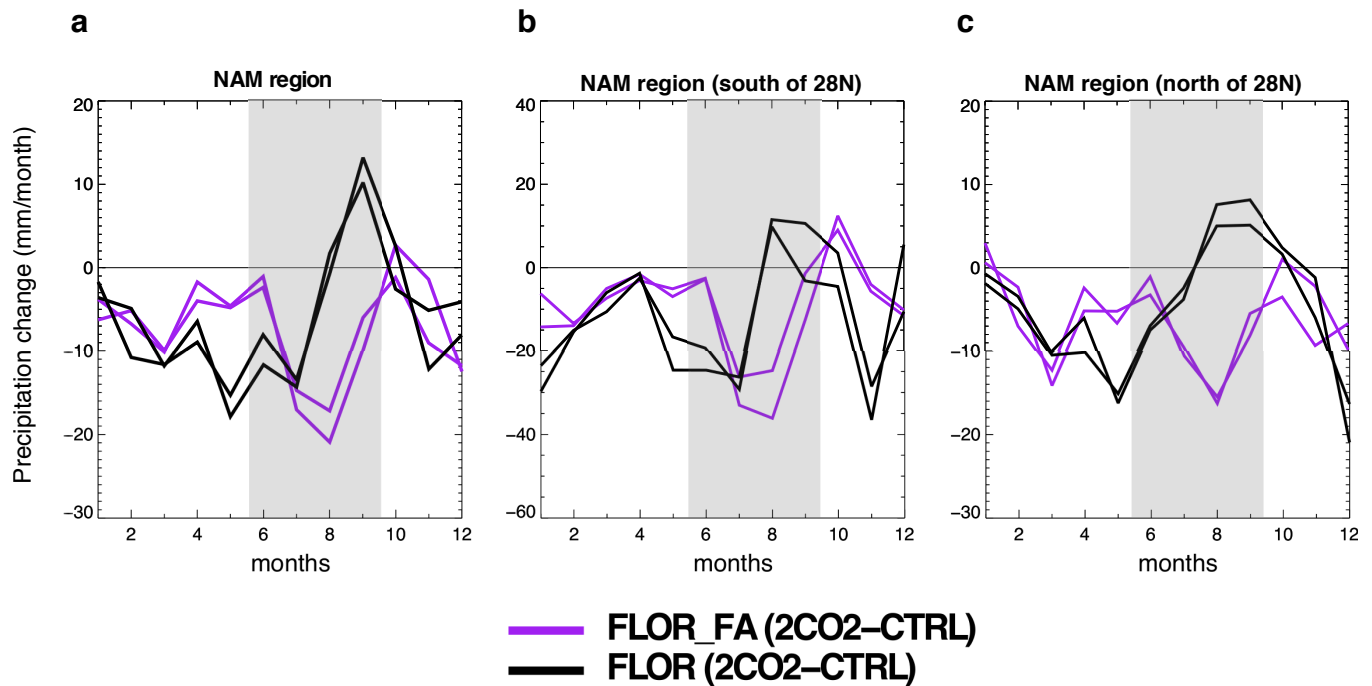 a
b
c
NAM region
NAM region (south of 28N)
NAM region (north of 28N)
Precipitation change (mm/month)
20
10
0
−10
−20
−30
2 4 6 8 10 12
months
40
20
0
−20
−40
−60
2 4 6 8 10 12
months
20
10
0
−10
−20
−30
2 4 6 8 10 12
months
FLOR_FA (2CO2−CTRL)
FLOR (2CO2−CTRL)